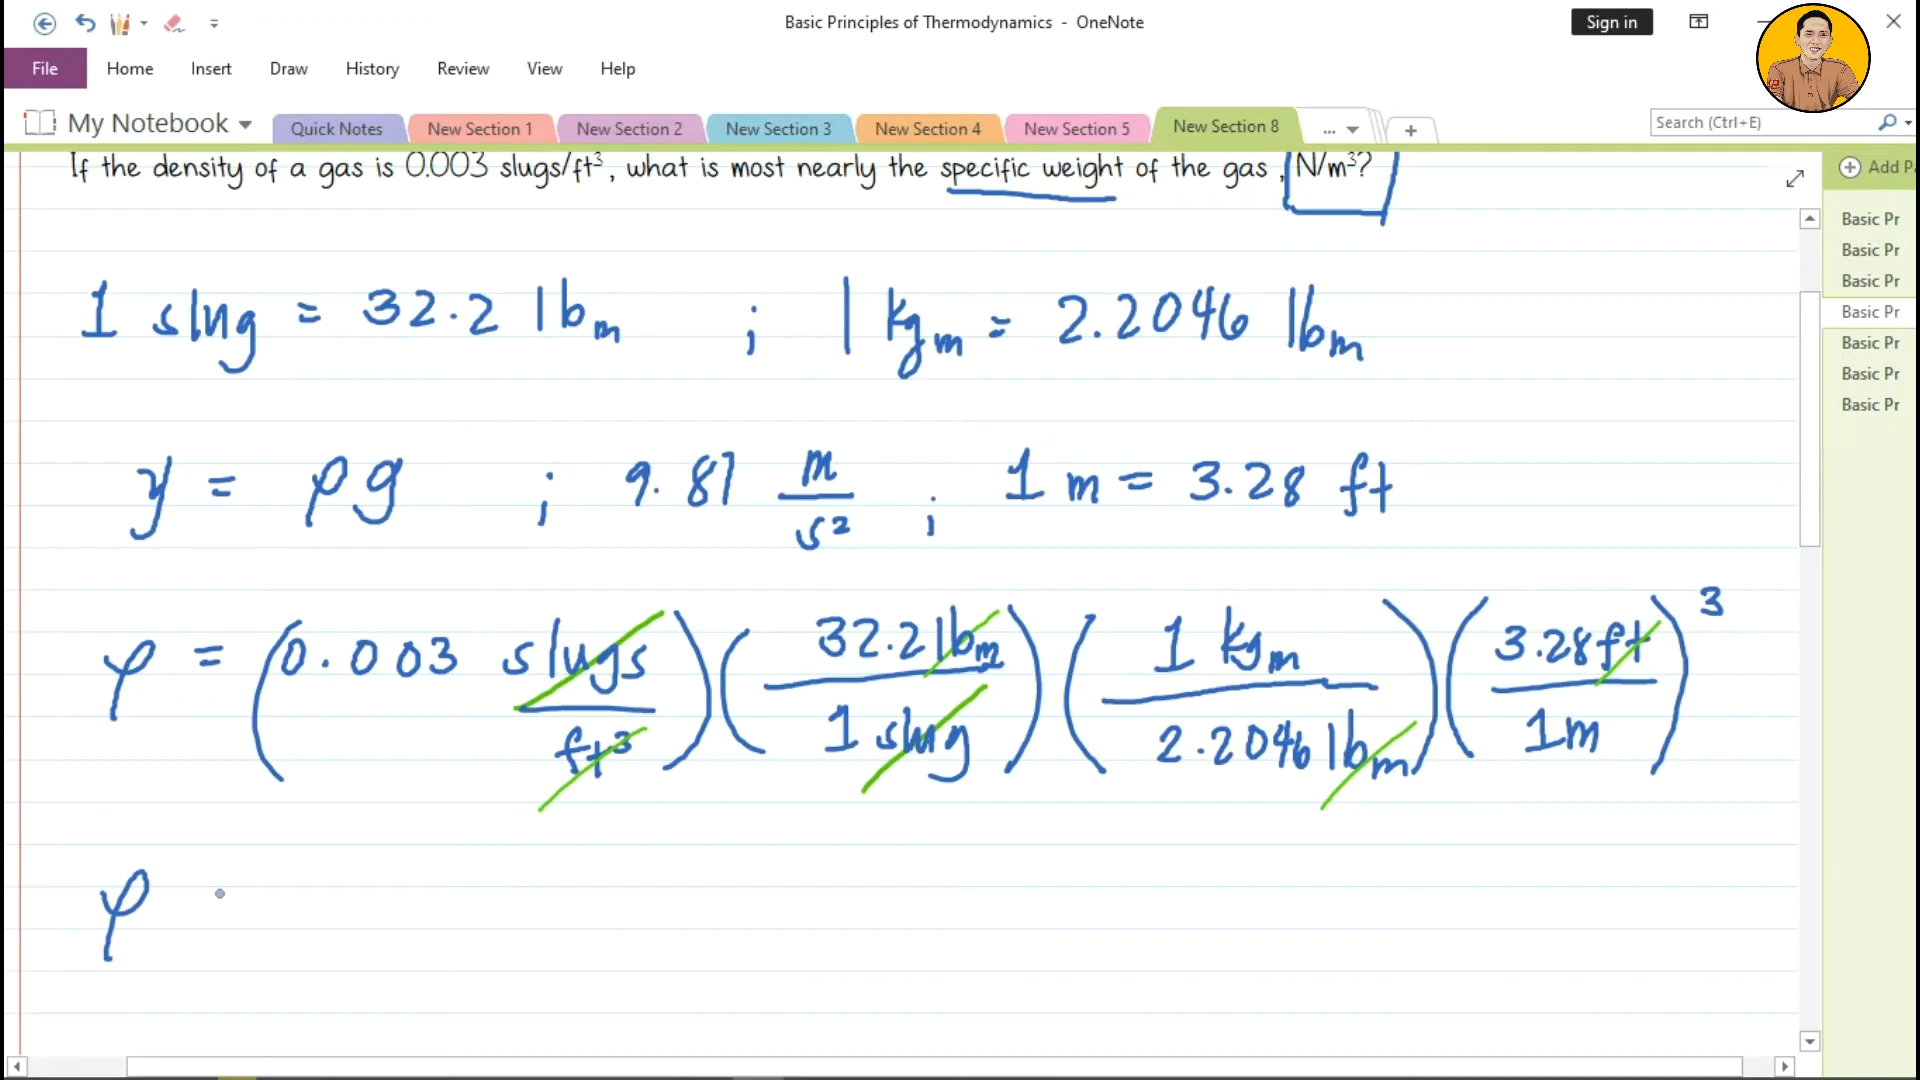 Basic Principles of Thermodynamics - OneNote
Sign in
File Home Insert Draw History Review View Help
My Notebook Quick Notes New Section 1 New Section 2 New Section 3 New Section 4 New Section 5 New Section 8 ... + Search (Ctrl+E)
If the density of a gas is 0.003 slugs/ft³, what is most nearly the specific weight of the gas, N/m³?
Add P
Basic Pr
Basic Pr
Basic Pr
Basic Pr
Basic Pr
Basic Pr
Basic Pr
1 slug = 32.2 lbm ; 1 kgm = 2.2046 lbm
γ = ρg ; 9.81 m/s² ; 1 m = 3.28 ft
ρ = (0.003 slugs/ft³)(32.2 lbm/1 slug)(1 kgm/2.2046 lbm)(3.28 ft/1m)³
ρ